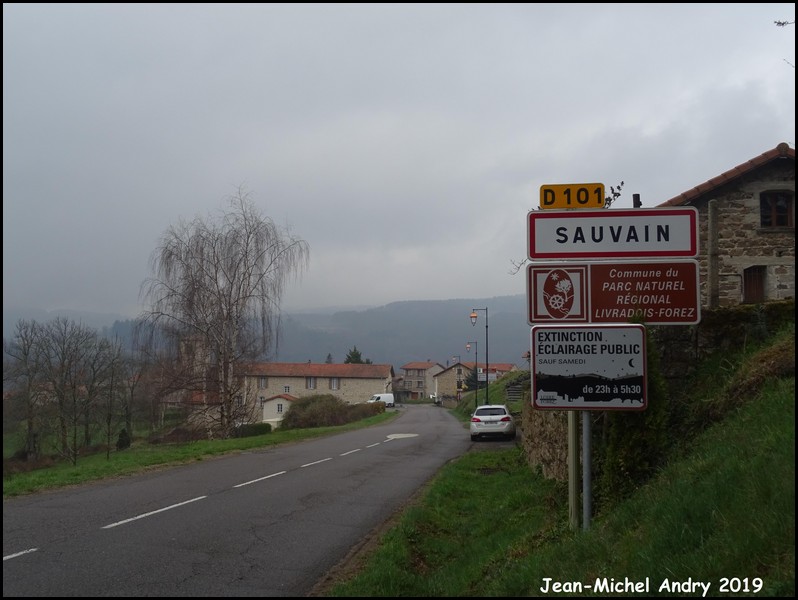 D 101
SAUVAIN
Commune du
PARC NATUREL
RÉGIONAL
LIVRADOIS-FOREZ
EXTINCTION
ÉCLAIRAGE PUBLIC
SAUF SAMEDI
de 23h à 5h30
Jean-Michel Andry 2019